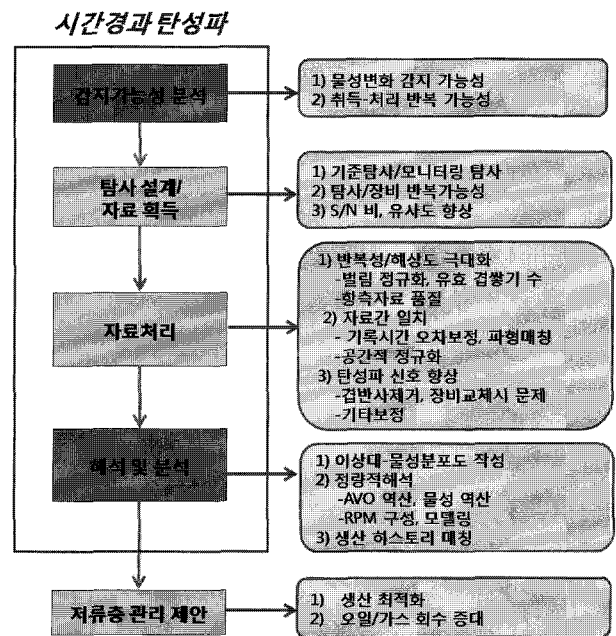 시간경과 탄성파
감지가능성 분석
1) 물성변화 감지 가능성
2) 취득-처리 반복 가능성
탐사 설계/
자료 획득
1) 기준탐사/모니터링 탐사
2) 탐사/장비 반복가능성
3) S/N 비, 유사도 향상
자료처리
1) 반복성/해상도 극대화
-벌림 정규화, 유효 겹쌓기 수
-항측자료 품질
2) 자료간 일치
- 기록시간 오차보정, 파형매칭
-공간적 정규화
3) 탄성파 신호 향상
-겹반사제거, 장비교체시 문제
-기타보정
해석 및 분석
1) 이상대-물성분포도 작성
2) 정량적해석
-AVO 역산, 물성 역산
-RPM 구성, 모델링
3) 생산 히스토리 매칭
저류층 관리 제안
1) 생산 최적화
2) 오일/가스 회수 증대